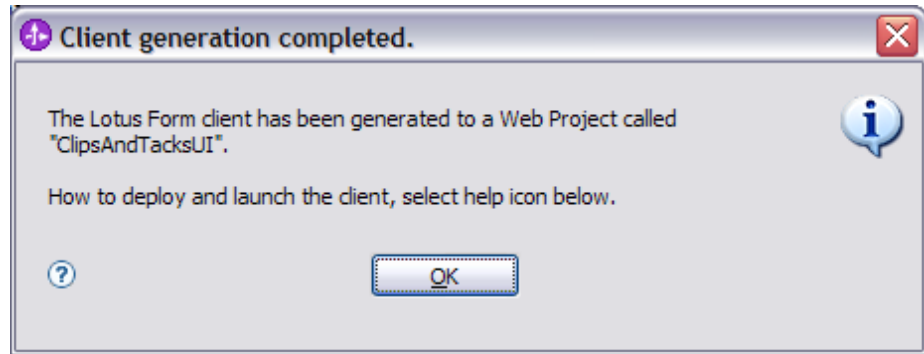 Client generation completed.
The Lotus Form client has been generated to a Web Project called
"ClipsAndTacksUI".
How to deploy and launch the client, select help icon below.
?
OK